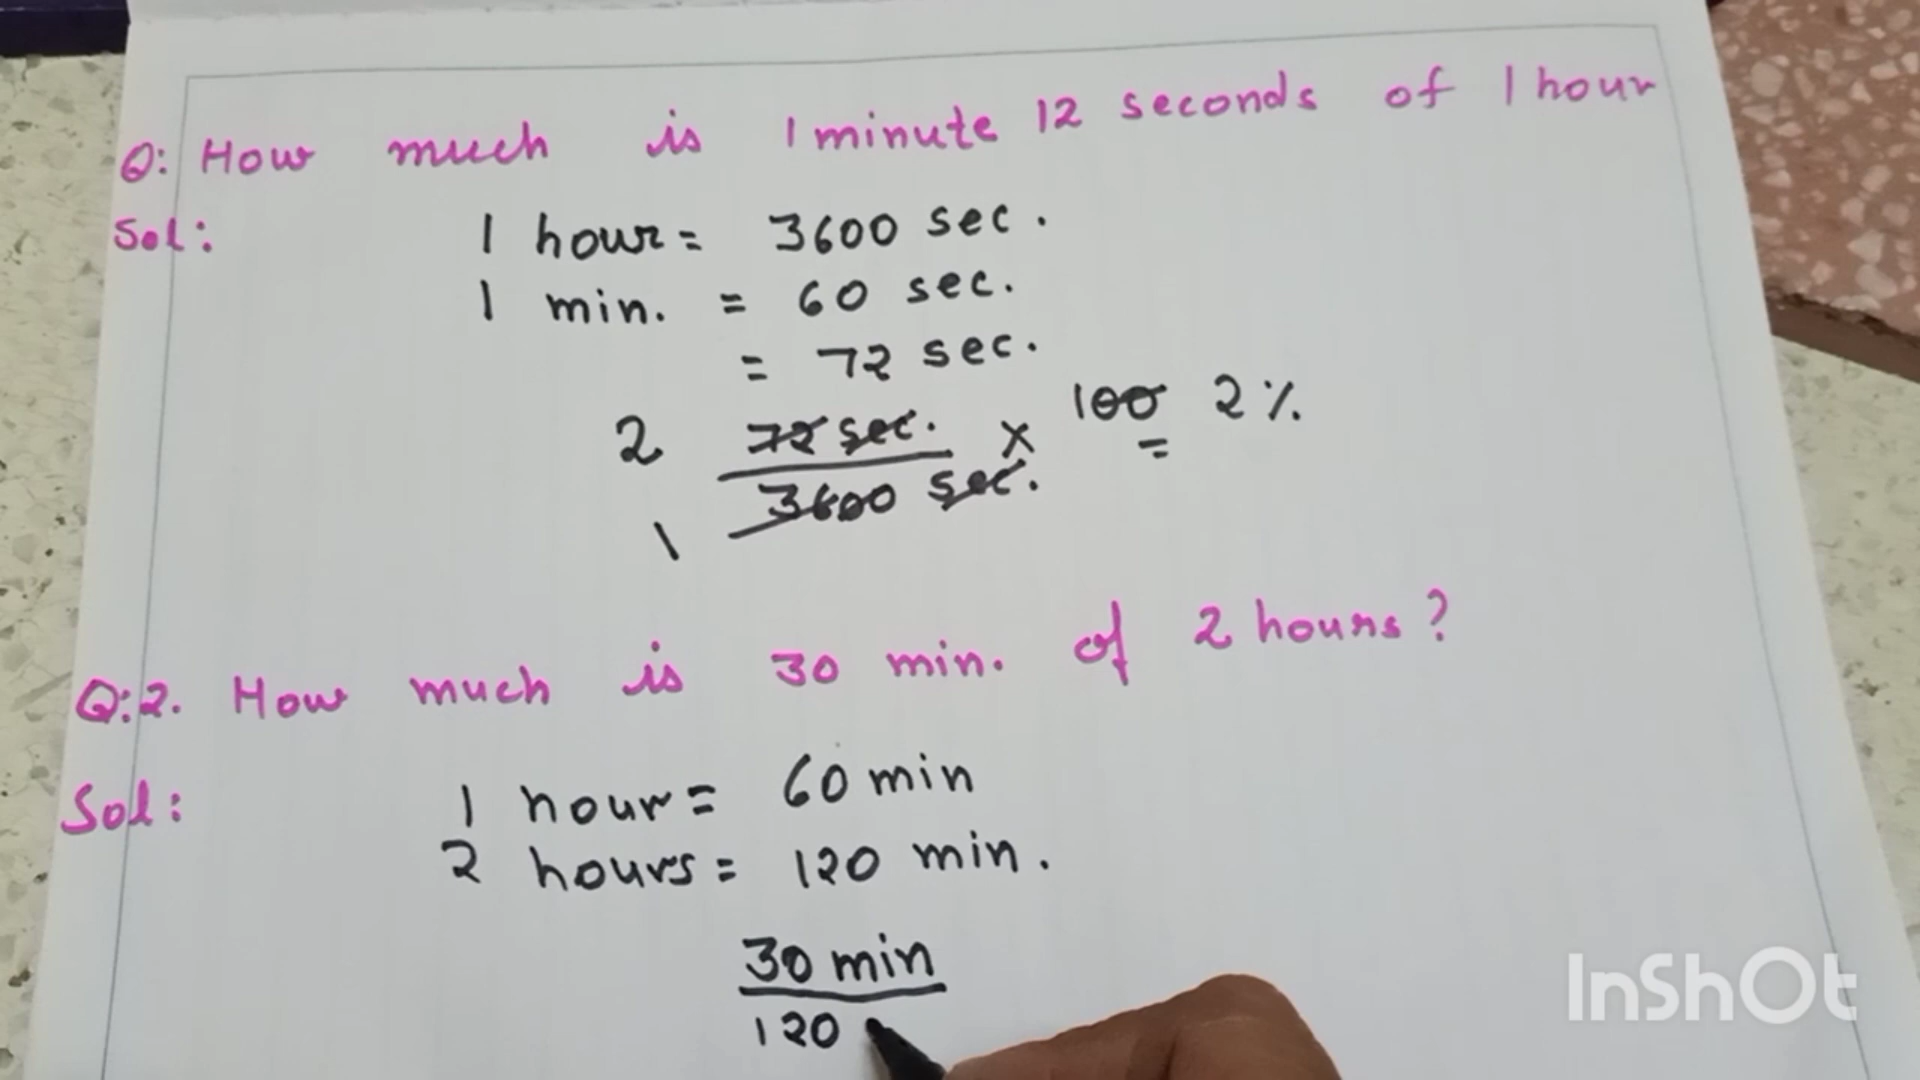 Q: How much is 1 minute 12 seconds of 1 hour
Sol: 1 hour = 3600 sec.
1 min. = 60 sec.
= 72 sec.
2 72 sec. x 100 2%
3600 sec. =
1
Q:2. How much is 30 min. of 2 hours?
Sol: 1 hour = 60 min
2 hours = 120 min.
30 min
120
InShOt